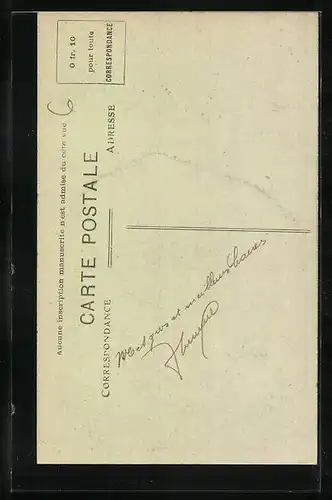 Aucune inscription manuscrite n'est admise du côté vue
CARTE POSTALE
CORRESPONDANCE
ADRESSE
0 fr. 10
pour toute
CORRESPONDANCE
6
et meilleurs